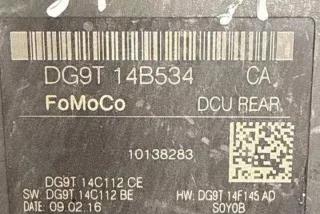 DG9T 14B534 CA
FoMoCo DCU REAR
10138283
DG9T 14C112 CE
SW: DG9T 14C112 BE HW: DG9T 14F145 AD
DATE: 09.02.16 S0Y0B